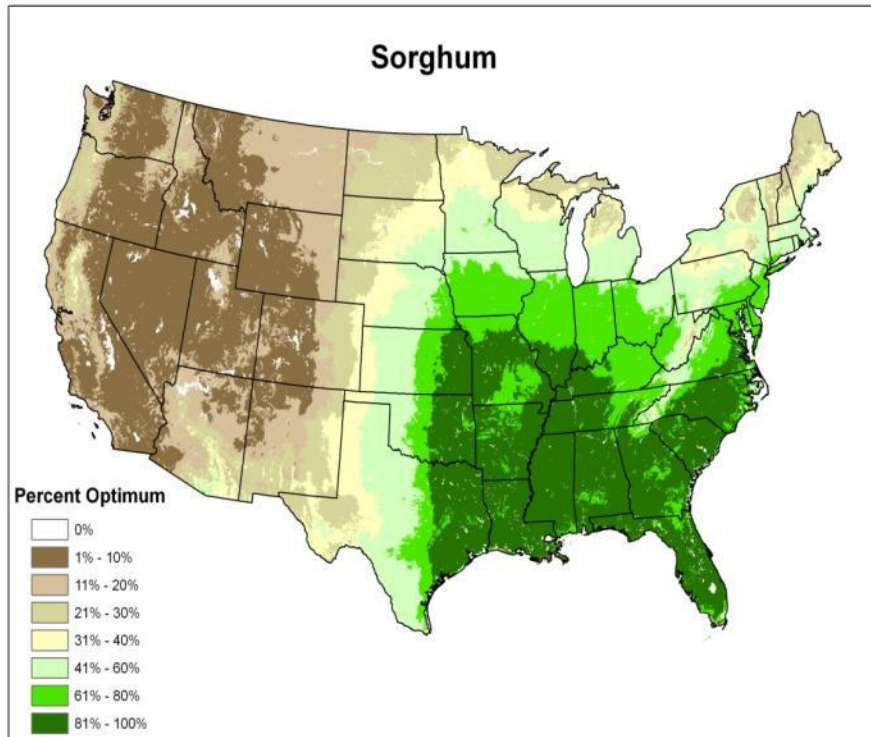 Sorghum
Percent Optimum
0%
1% - 10%
11% - 20%
21% - 30%
31% - 40%
41% - 60%
61% - 80%
81% - 100%